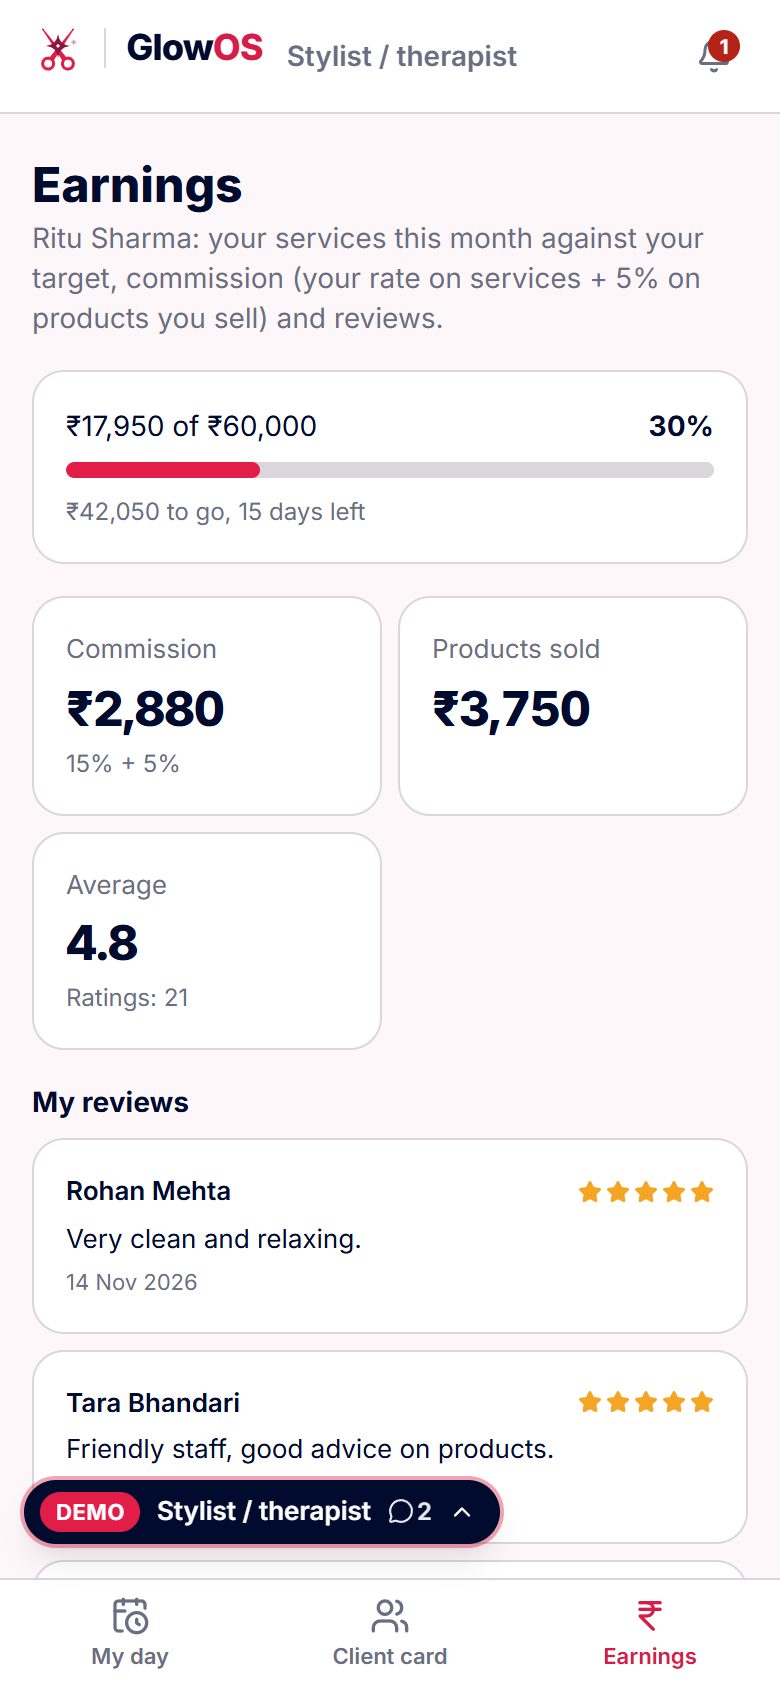 GlowOS
Stylist / therapist
1
Earnings
Ritu Sharma: your services this month against your
target, commission (your rate on services + 5% on
products you sell) and reviews.
₹17,950 of ₹60,000
30%
₹42,050 to go, 15 days left
Commission
₹2,880
15% + 5%
Products sold
₹3,750
Average
4.8
Ratings: 21
My reviews
Rohan Mehta
Very clean and relaxing.
14 Nov 2026
Tara Bhandari
Friendly staff, good advice on products.
DEMO Stylist / therapist 2
My day
Client card
Earnings